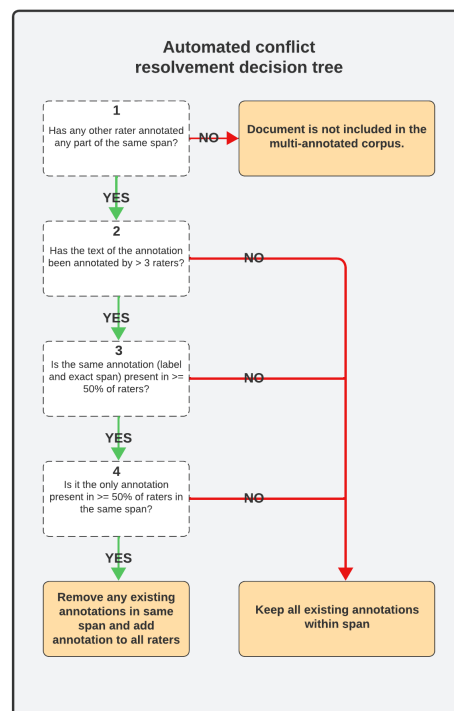 Automated conflict
resolvement decision tree
1
Has any other rater annotated
any part of the same span?
NO
Document is not included in the
multi-annotated corpus.
YES
2
Has the text of the annotation
been annotated by > 3 raters?
NO
YES
3
Is the same annotation (label
and exact span) present in >=
50% of raters?
NO
YES
4
Is it the only annotation
present in >= 50% of raters in
the same span?
NO
YES
Remove any existing
annotations in same
span and add
annotation to all raters
Keep all existing annotations
within span